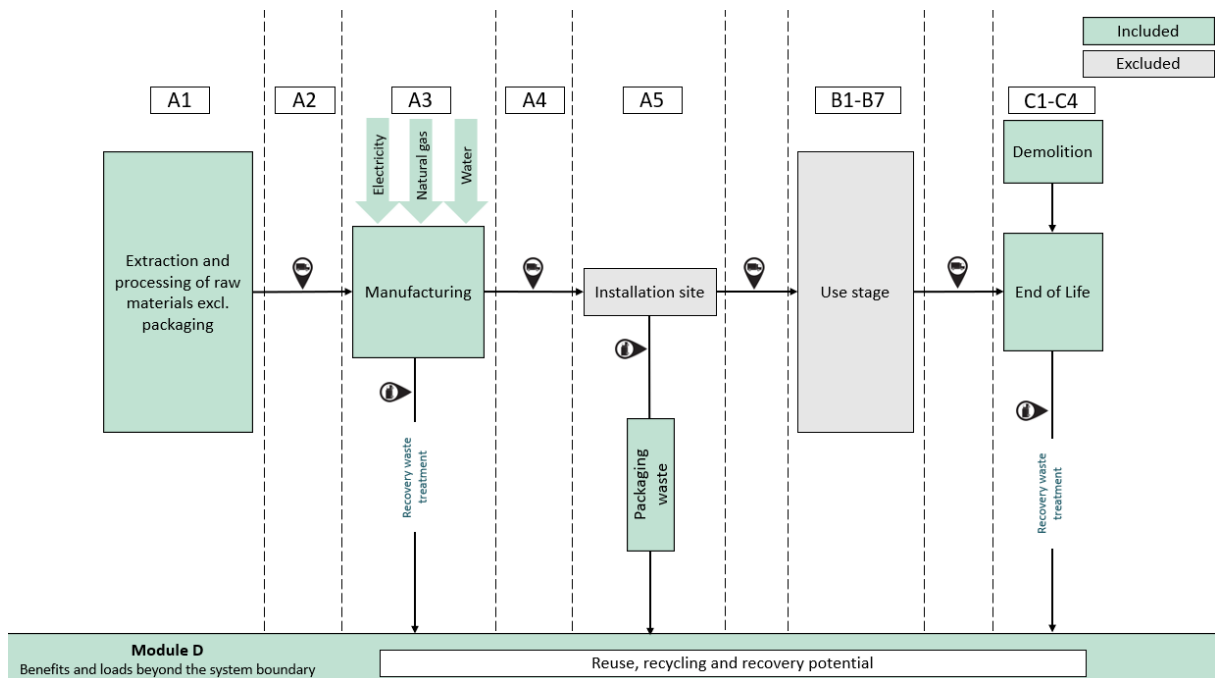 Included
Excluded
A1
A2
A3
A4
A5
B1-B7
C1-C4
Electricity
Natural gas
Water
Demolition
Extraction and
processing of raw
materials excl.
packaging
Manufacturing
Installation site
Use stage
End of Life
Recovery waste
treatment
Packaging
waste
Recovery waste
treatment
Module D
Benefits and loads beyond the system boundary
Reuse, recycling and recovery potential